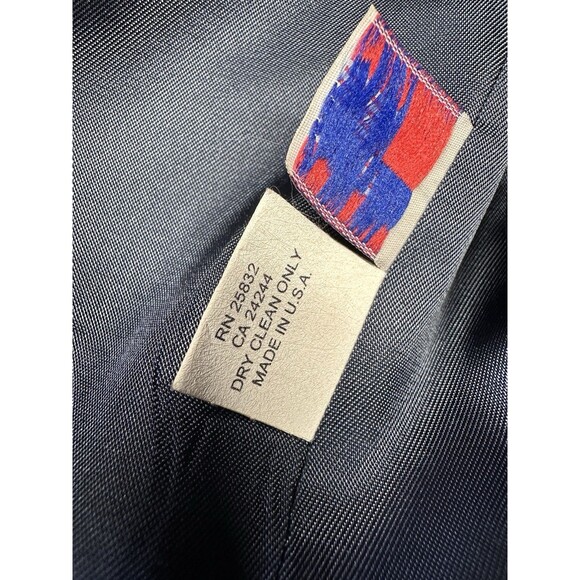 RN 25832
CA 24244
DRY CLEAN ONLY
MADE IN U.S.A.